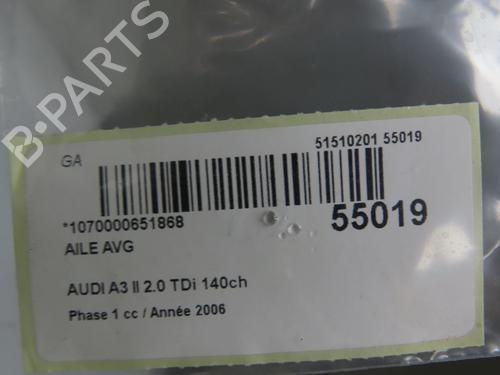 B-PARTS
GA
51510201 55019
*1070000651868
55019
AILE AVG
AUDI A3 II 2.0 TDi 140ch
Phase 1 cc / Année 2006